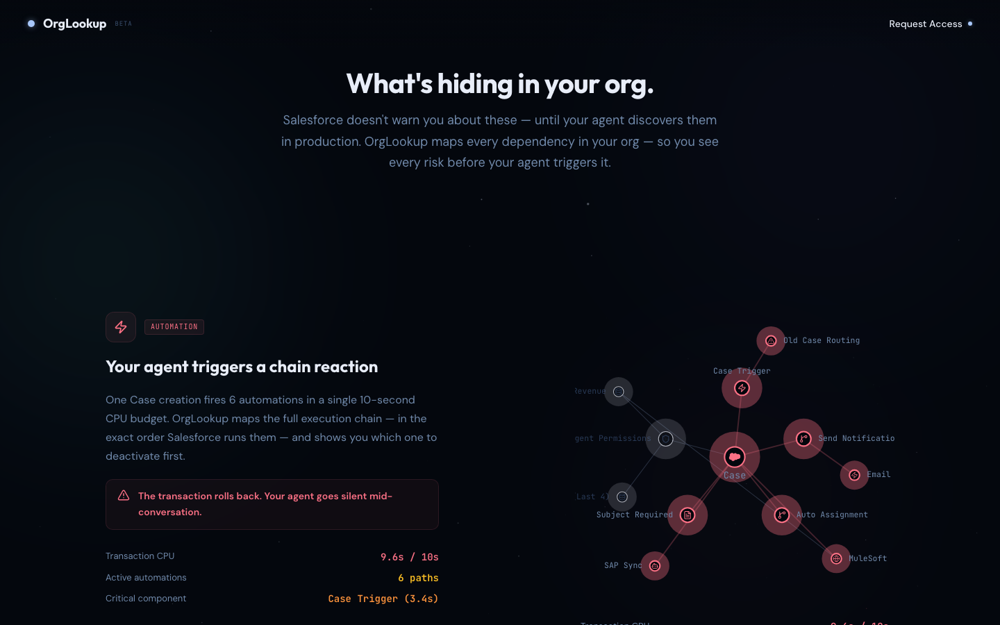 OrgLookup BETA
Request Access
What's hiding in your org.
Salesforce doesn't warn you about these — until your agent discovers them
in production. OrgLookup maps every dependency in your org — so you see
every risk before your agent triggers it.
AUTOMATION
Your agent triggers a chain reaction
One Case creation fires 6 automations in a single 10-second
CPU budget. OrgLookup maps the full execution chain — in the
exact order Salesforce runs them — and shows you which one to
deactivate first.
The transaction rolls back. Your agent goes silent mid-
conversation.
Transaction CPU 9.6s / 10s
Active automations 6 paths
Critical component Case Trigger (3.4s)
Old Case Routing
Case Trigger
Revenue
gent Permissions
Send Notificatio
Case
Email
Last 4)
Subject Required
Auto Assignment
MuleSoft
SAP Sync
Transaction CPU 9.6s / 10s